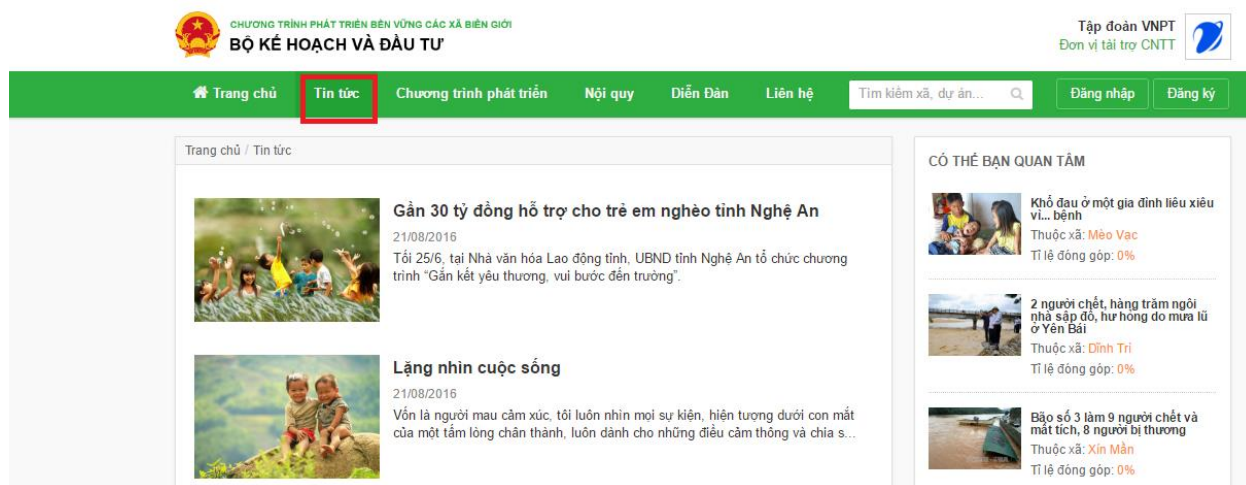 CHƯƠNG TRÌNH PHÁT TRIỂN BỀN VỮNG CÁC XÃ BIÊN GIỚI
BỘ KẾ HOẠCH VÀ ĐẦU TƯ
Tập đoàn VNPT
Đơn vị tài trợ CNTT
Trang chủ Tin tức Chương trình phát triển Nội quy Diễn Đàn Liên hệ Tìm kiếm xã, dự án... Đăng nhập Đăng ký
Trang chủ / Tin tức
Gần 30 tỷ đồng hỗ trợ cho trẻ em nghèo tỉnh Nghệ An
21/08/2016
Tối 25/6, tại Nhà văn hóa Lao động tỉnh, UBND tỉnh Nghệ An tổ chức chương
trình “Gắn kết yêu thương, vui bước đến trường”.
Lặng nhìn cuộc sống
21/08/2016
Vốn là người mau cảm xúc, tôi luôn nhìn mọi sự kiện, hiện tượng dưới con mắt
của một tấm lòng chân thành, luôn dành cho những điều cảm thông và chia s...
CÓ THỂ BẠN QUAN TÂM
Khổ đau ở một gia đình liêu xiêu
vì... bệnh
Thuộc xã: Mèo Vạc
Tỉ lệ đóng góp: 0%
2 người chết, hàng trăm ngôi
nhà sập đổ, hư hỏng do mưa lũ
ở Yên Bái
Thuộc xã: Dĩnh Trì
Tỉ lệ đóng góp: 0%
Bão số 3 làm 9 người chết và
mất tích, 8 người bị thương
Thuộc xã: Xín Mần
Tỉ lệ đóng góp: 0%